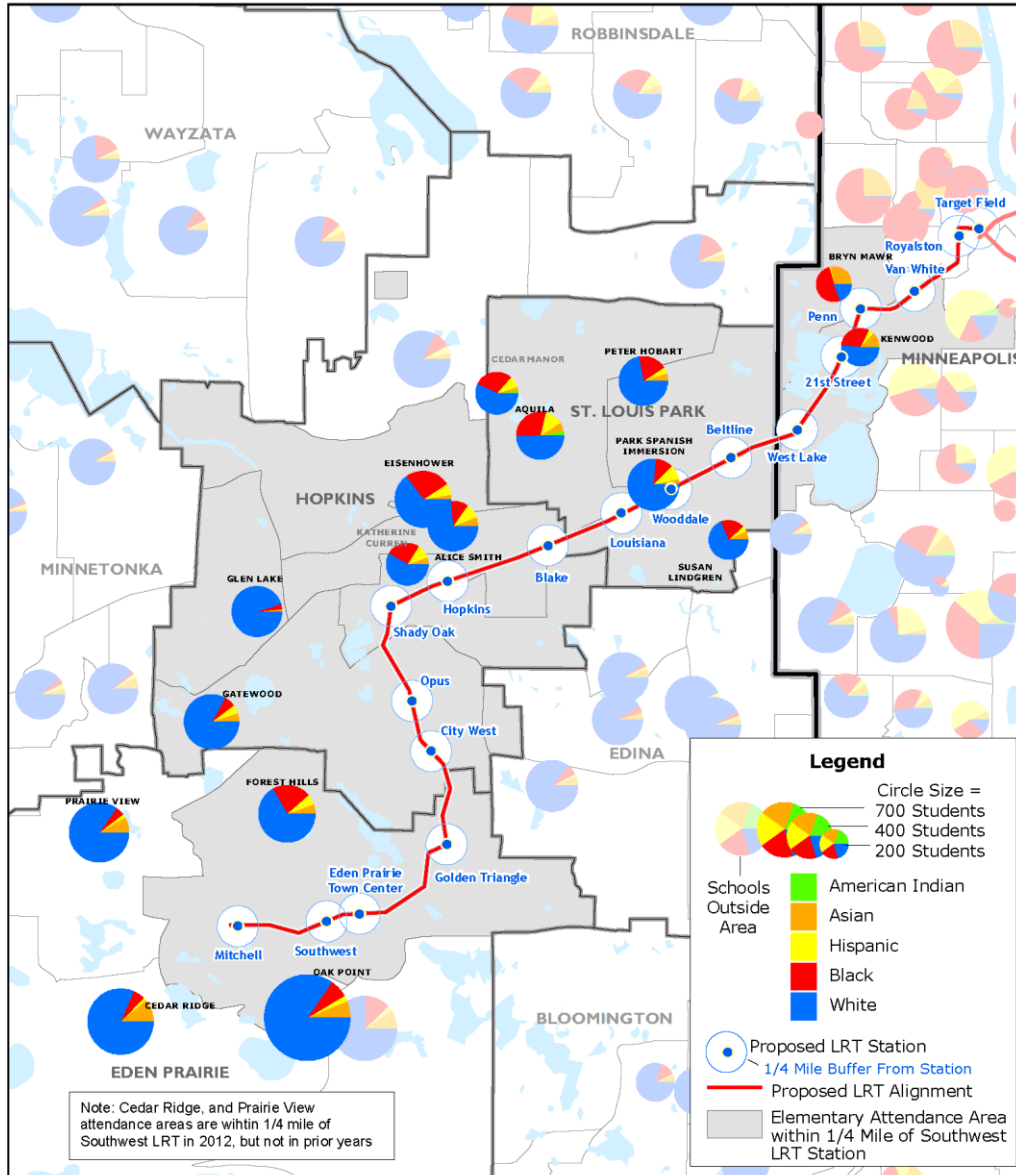 ROBBINSDALE
WAYZATA
Target Field
Royalston
BRYN MAWR
Van White
Penn
KENWOOD
MINNEAPOLIS
21st Street
CEDAR MANOR
PETER HOBART
AQUILA
ST. LOUIS PARK
Beltline
West Lake
PARK SPANISH
IMMERSION
EISENHOWER
HOPKINS
Wooddale
Louisiana
KATHERINE
CURREN
ALICE SMITH
Blake
SUSAN
LINDGREN
MINNETONKA
GLEN LAKE
Hopkins
Shady Oak
Opus
GATEWOOD
City West
EDINA
FOREST HILLS
PRAIRIE VIEW
Golden Triangle
Eden Prairie
Town Center
Mitchell
Southwest
OAK POINT
CEDAR RIDGE
BLOOMINGTON
EDEN PRAIRIE
Note: Cedar Ridge, and Prairie View
attendance areas are whithin 1/4 mile of
Southwest LRT in 2012, but not in prior years
Legend
Circle Size =
700 Students
400 Students
200 Students
Schools
Outside
Area
American Indian
Asian
Hispanic
Black
White
Proposed LRT Station
1/4 Mile Buffer From Station
Proposed LRT Alignment
Elementary Attendance Area
within 1/4 Mile of Southwest
LRT Station